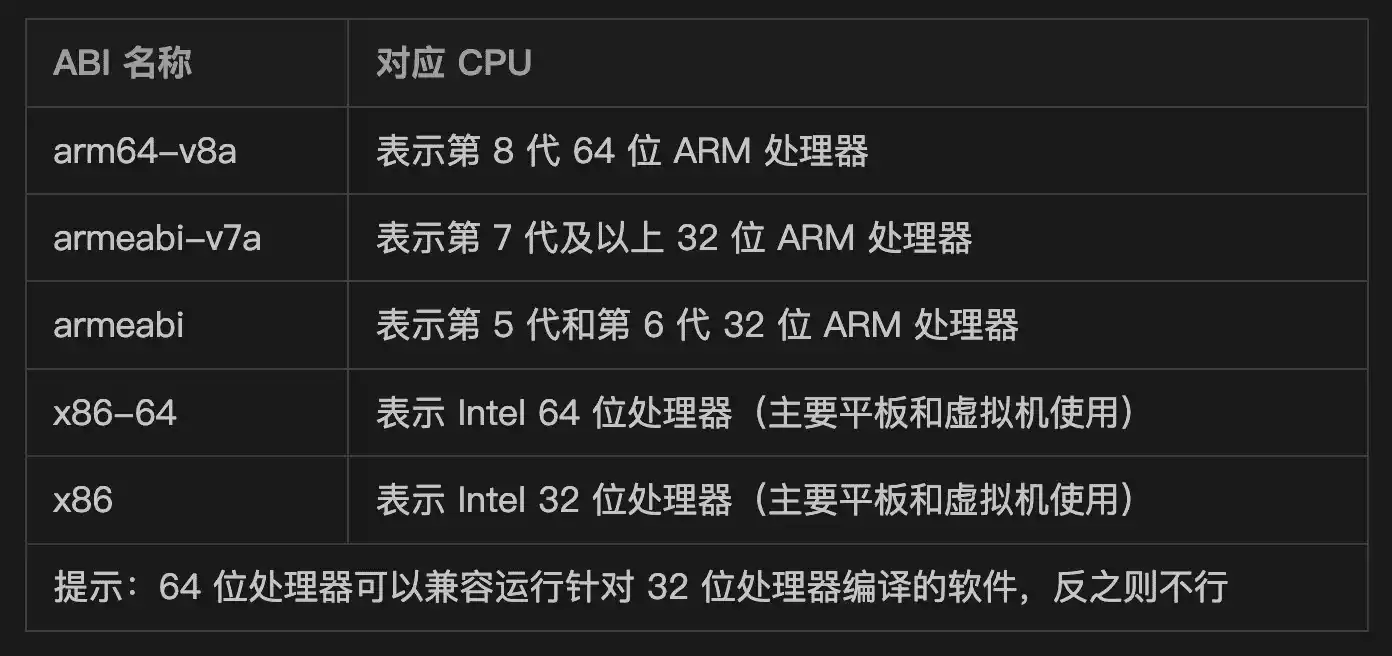 ABI 名称 对应 CPU
arm64-v8a 表示第 8 代 64 位 ARM 处理器
armeabi-v7a 表示第 7 代及以上 32 位 ARM 处理器
armeabi 表示第 5 代和第 6 代 32 位 ARM 处理器
x86-64 表示 Intel 64 位处理器（主要平板和虚拟机使用）
x86 表示 Intel 32 位处理器（主要平板和虚拟机使用）
提示：64 位处理器可以兼容运行针对 32 位处理器编译的软件，反之则不行